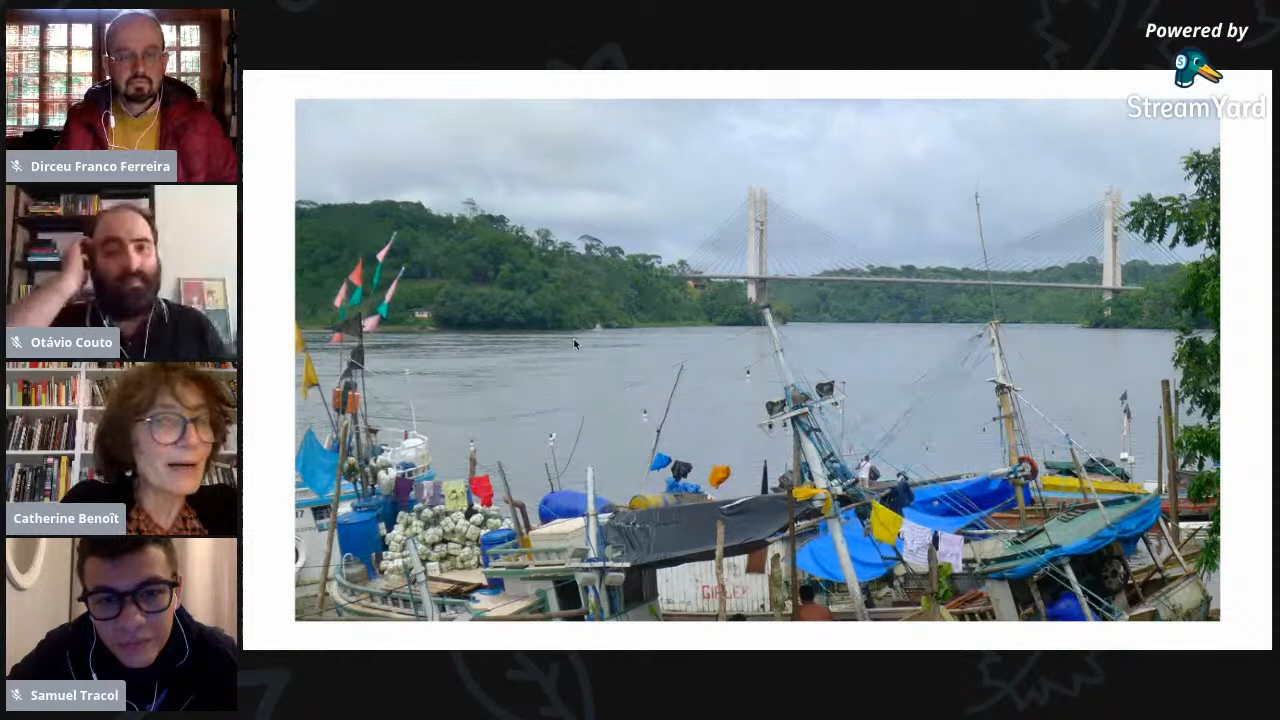 Powered by
StreamYard
Dirceu Franco Ferreira
Otávio Couto
Catherine Benoît
Samuel Tracol